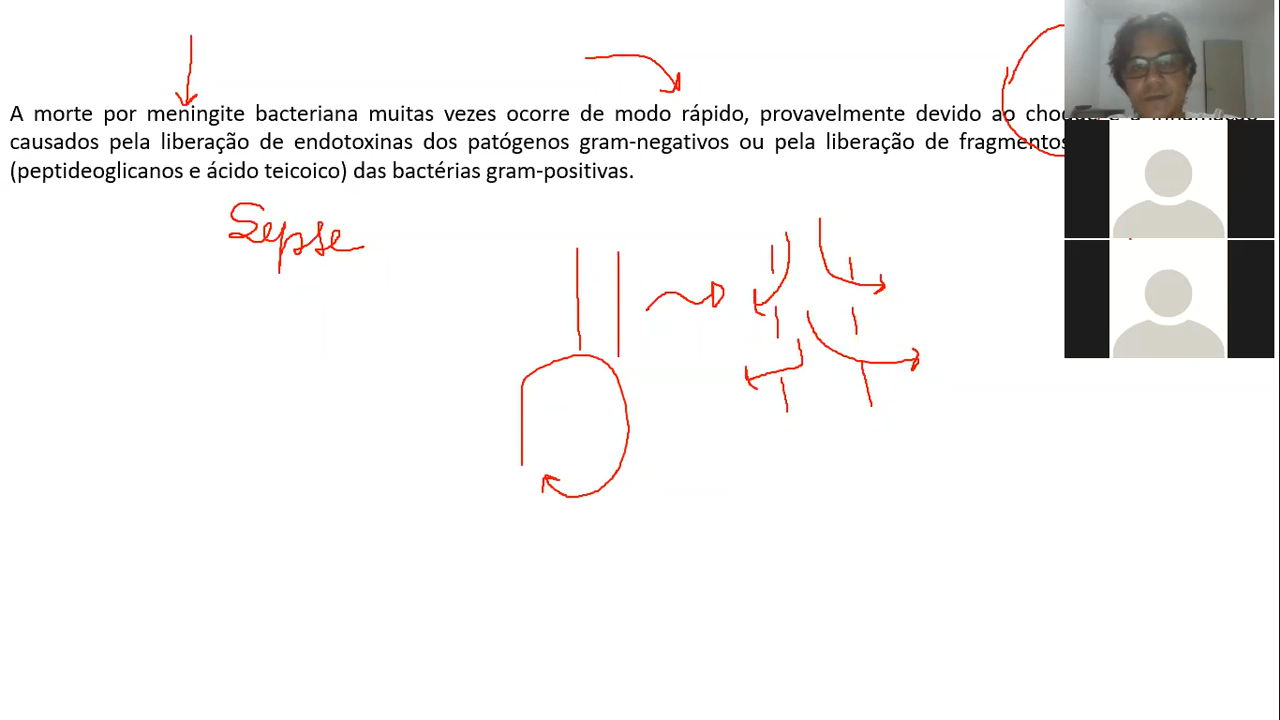 A morte por meningite bacteriana muitas vezes ocorre de modo rápido, provavelmente devido ao
causados pela liberação de endotoxinas dos patógenos gram-negativos ou pela liberação de fragmentos
(peptideoglicanos e ácido teicoico) das bactérias gram-positivas.
Sepse